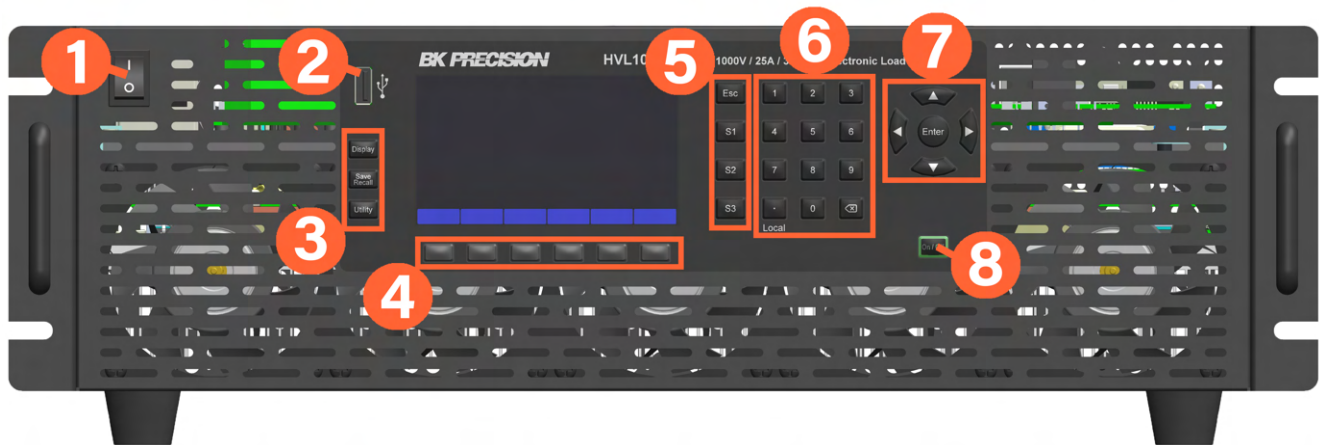 1
I
O
2
BK PRECISION
HVL10
5
1000V / 25A / 3
6
ctronic Load
7
Esc
S1
S2
S3
1 2 3
4 5 6
7 8 9
. 0
Local
Enter
Display
Save
Recall
Utility
3
4
On
8